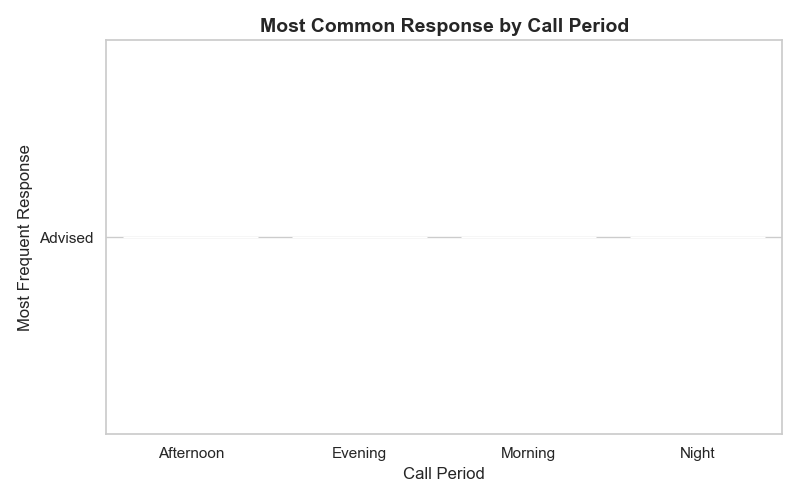 Most Common Response by Call Period
Most Frequent Response
Advised
Afternoon Evening Morning Night
Call Period